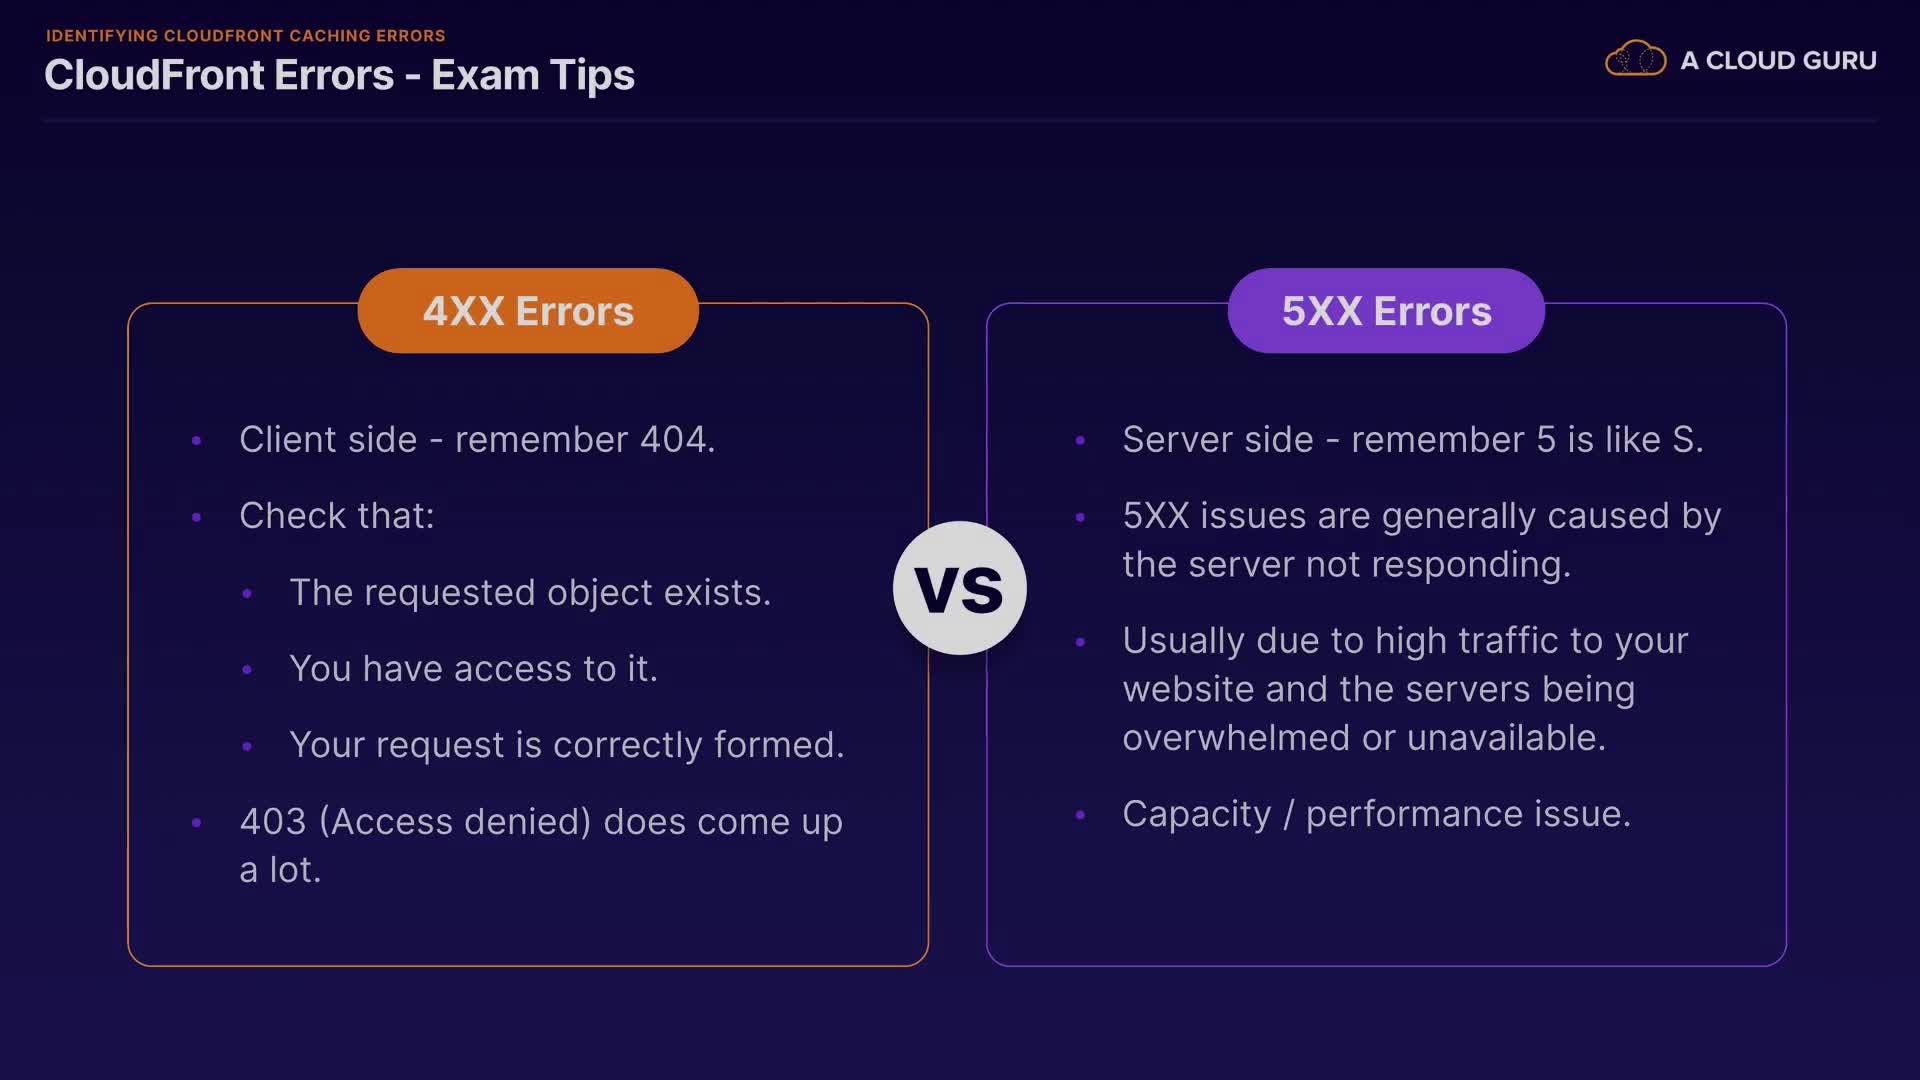 IDENTIFYING CLOUDFRONT CACHING ERRORS
CloudFront Errors - Exam Tips
A CLOUD GURU
4XX Errors
• Client side - remember 404.
• Check that:
• The requested object exists.
• You have access to it.
• Your request is correctly formed.
• 403 (Access denied) does come up
a lot.
VS
5XX Errors
• Server side - remember 5 is like S.
• 5XX issues are generally caused by
the server not responding.
• Usually due to high traffic to your
website and the servers being
overwhelmed or unavailable.
• Capacity / performance issue.